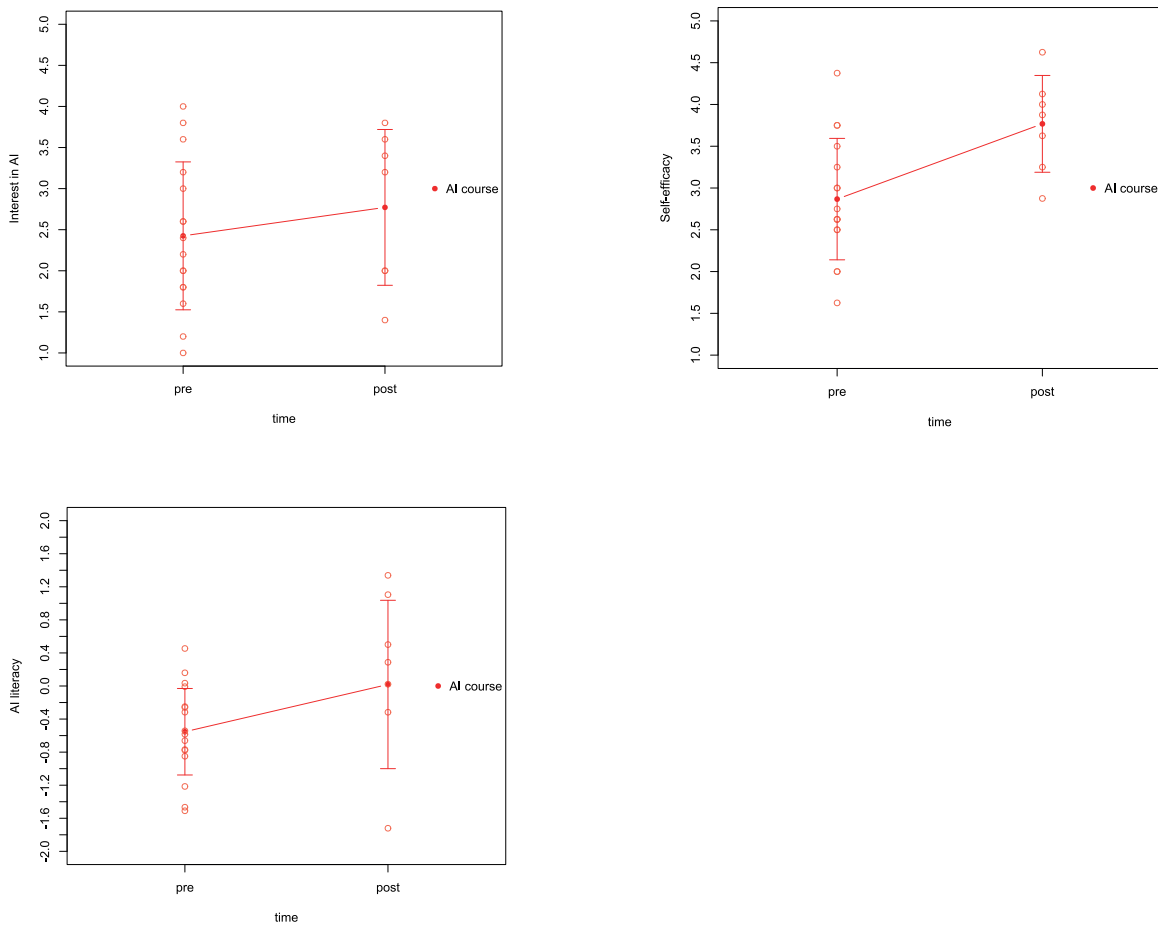 5.0
4.5
4.0
3.5
3.0
2.5
2.0
1.5
1.0
Interest in AI
AI course
pre
post
time
5.0
4.5
4.0
3.5
3.0
2.5
2.0
1.5
1.0
Self-efficacy
AI course
pre
post
time
2.0
1.6
1.2
0.8
0.4
0.0
-0.4
-0.8
-1.2
-1.6
-2.0
AI literacy
AI course
pre
post
time